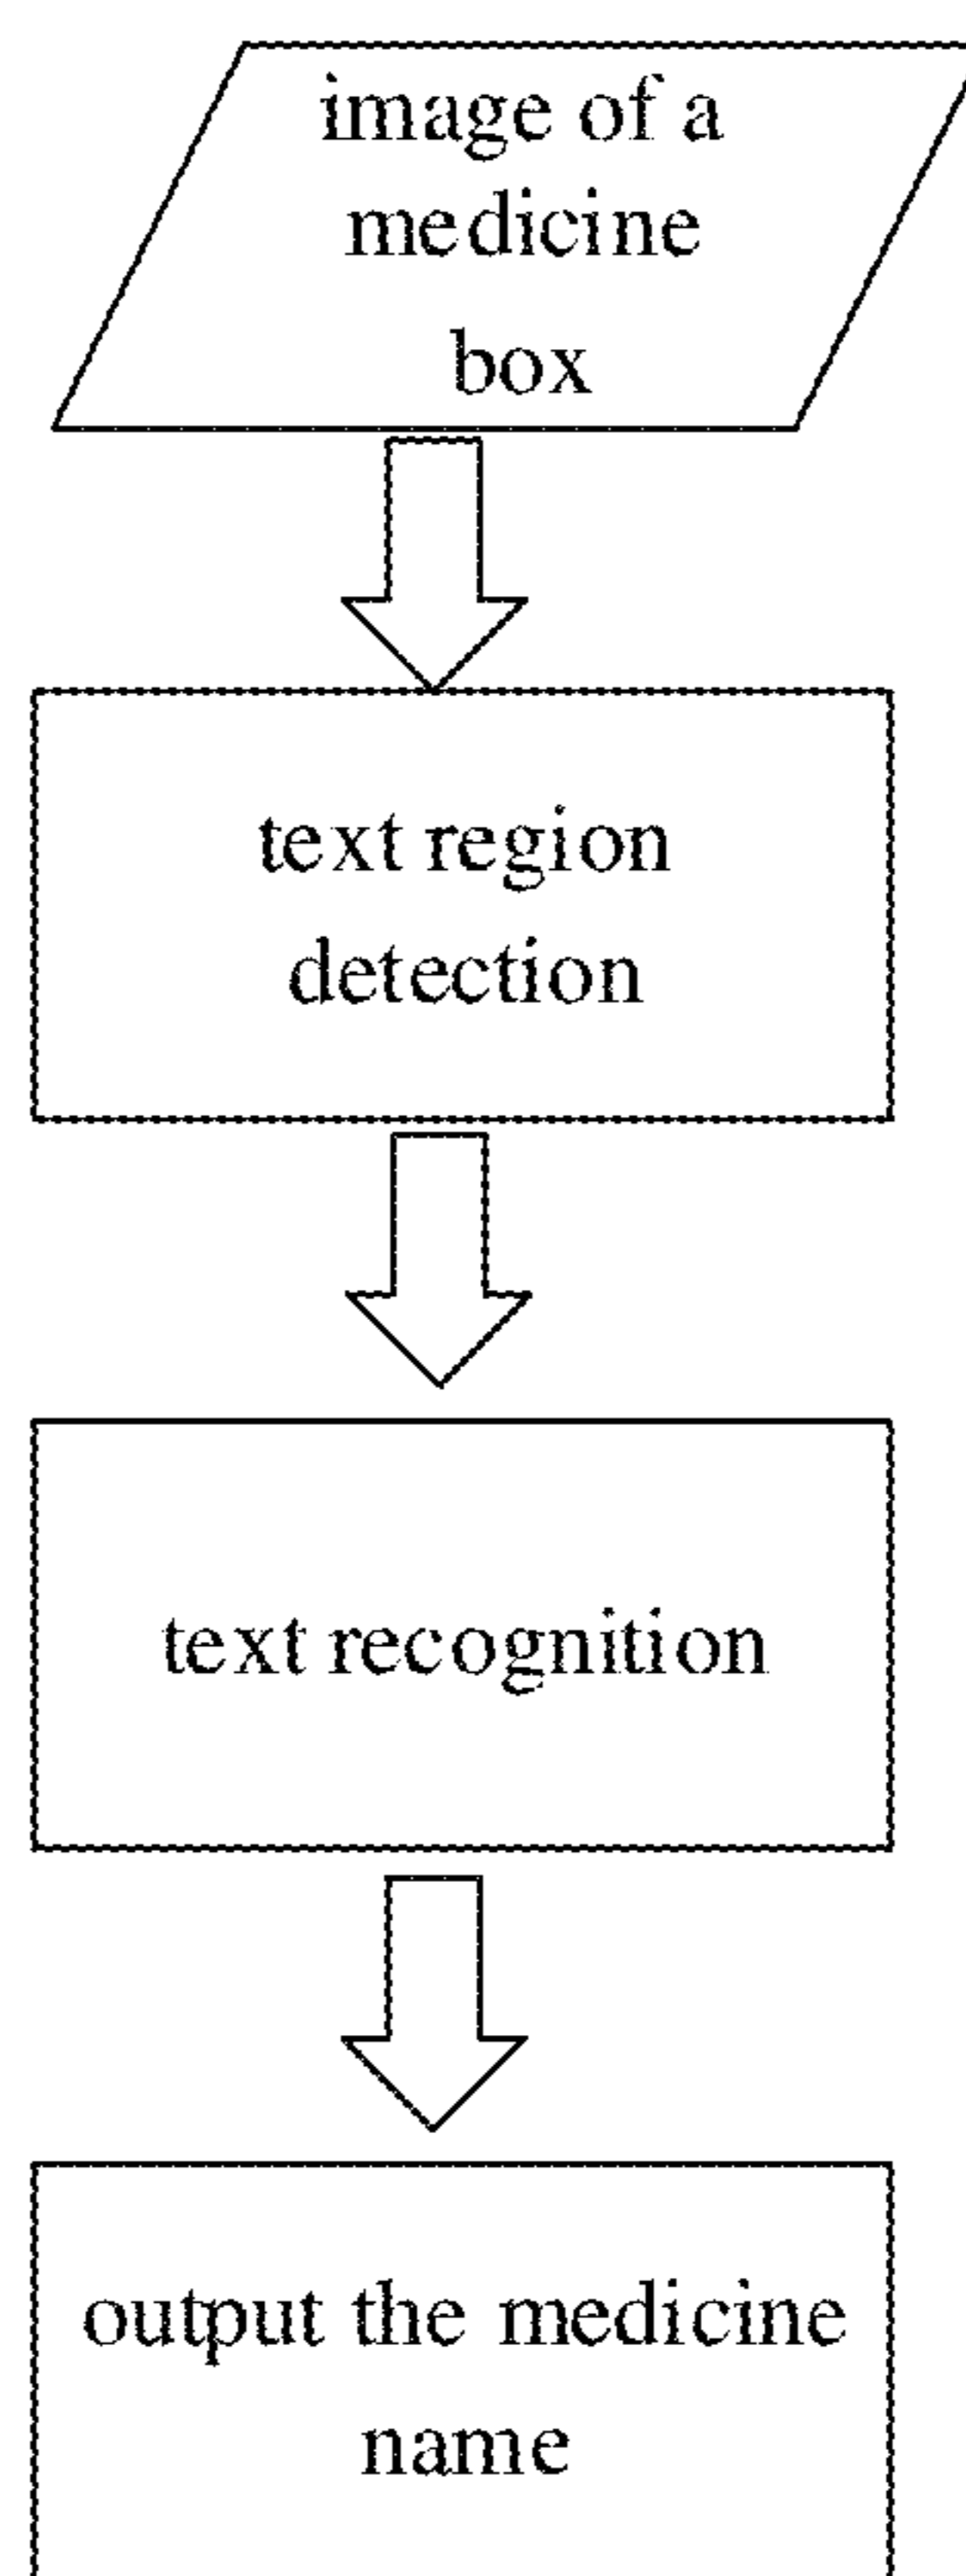 image of a
medicine
box
text region
detection
text recognition
output the medicine
name